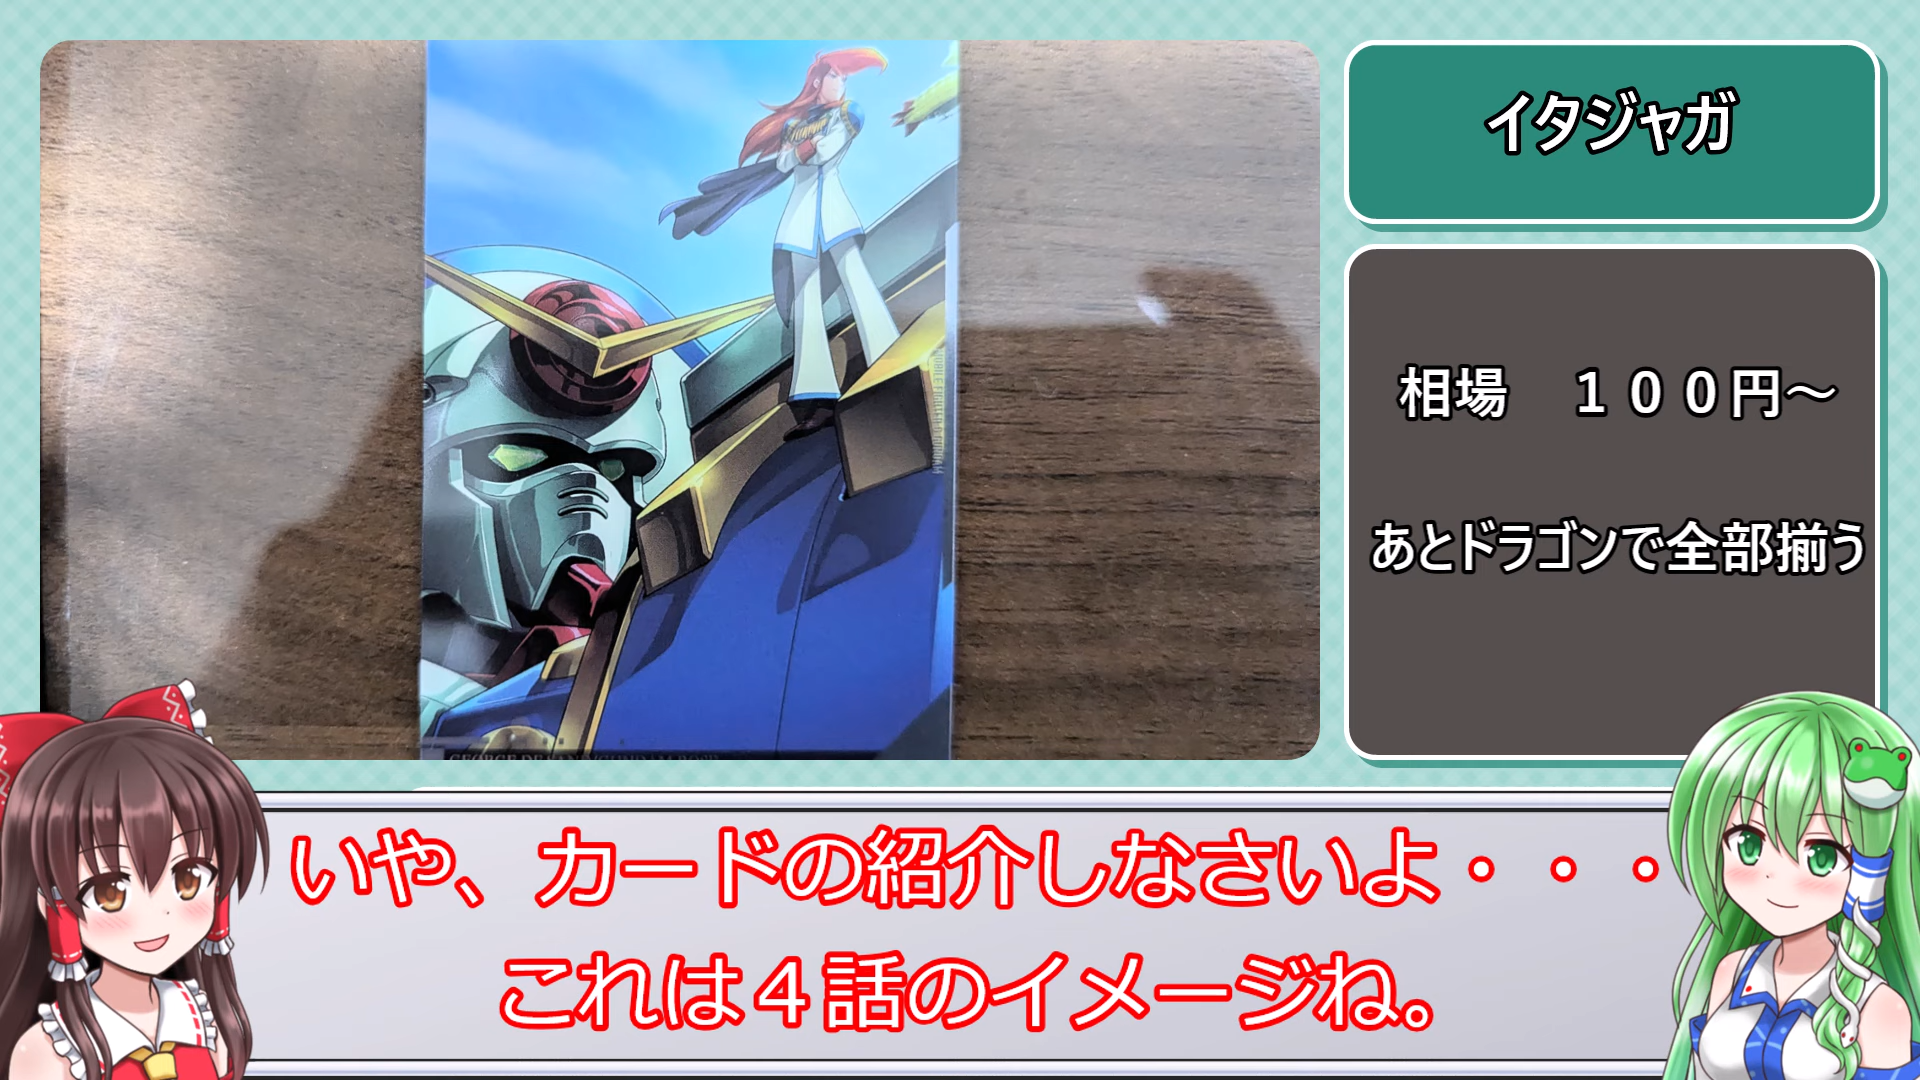 イタジャガ
相場　１００円～
あとドラゴンで全部揃う
いや、カードの紹介しなさいよ・・・
これは４話のイメージね。